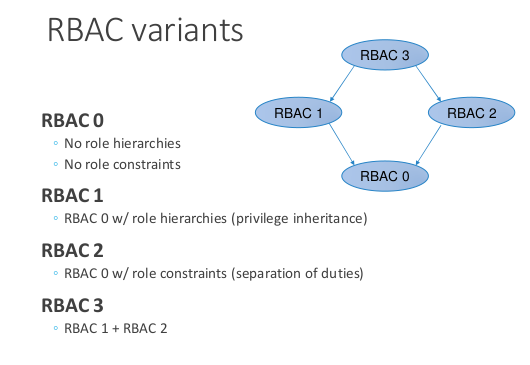 RBAC variants
RBAC 3
RBAC 1
RBAC 2
RBAC 0
RBAC 0
◦ No role hierarchies
◦ No role constraints
RBAC 1
◦ RBAC 0 w/ role hierarchies (privilege inheritance)
RBAC 2
◦ RBAC 0 w/ role constraints (separation of duties)
RBAC 3
◦ RBAC 1 + RBAC 2